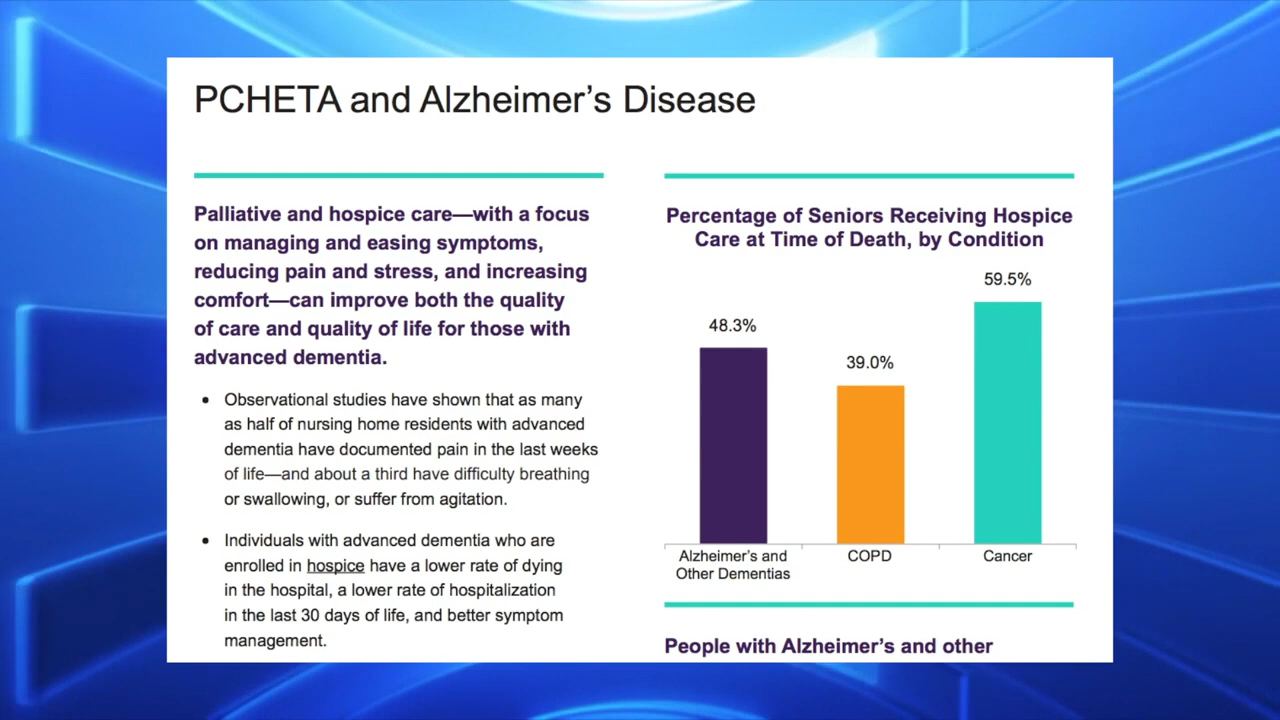 PCHETA and Alzheimer’s Disease
Palliative and hospice care—with a focus
on managing and easing symptoms,
reducing pain and stress, and increasing
comfort—can improve both the quality
of care and quality of life for those with
advanced dementia.
• Observational studies have shown that as many
as half of nursing home residents with advanced
dementia have documented pain in the last weeks
of life—and about a third have difficulty breathing
or swallowing, or suffer from agitation.
• Individuals with advanced dementia who are
enrolled in hospice have a lower rate of dying
in the hospital, a lower rate of hospitalization
in the last 30 days of life, and better symptom
management.
Percentage of Seniors Receiving Hospice
Care at Time of Death, by Condition
48.3%
39.0%
59.5%
Alzheimer’s and
Other Dementias
COPD
Cancer
People with Alzheimer’s and other